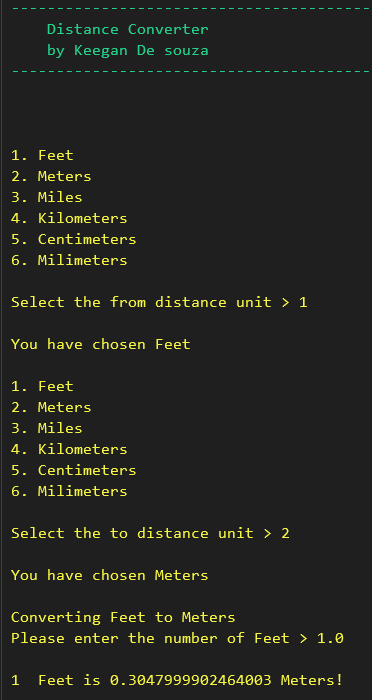 ----------------------------------------
Distance Converter
by Keegan De souza
----------------------------------------
1. Feet
2. Meters
3. Miles
4. Kilometers
5. Centimeters
6. Milimeters
Select the from distance unit > 1
You have chosen Feet
1. Feet
2. Meters
3. Miles
4. Kilometers
5. Centimeters
6. Milimeters
Select the to distance unit > 2
You have chosen Meters
Converting Feet to Meters
Please enter the number of Feet > 1.0
1  Feet is 0.3047999902464003 Meters!